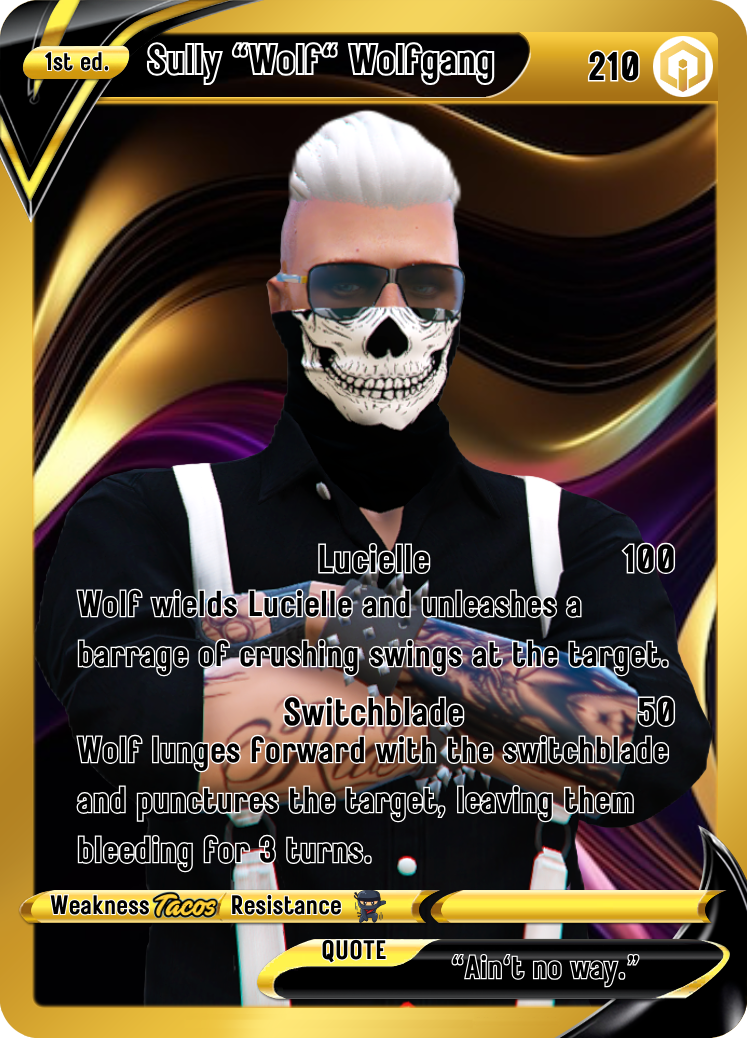 1st ed.
Sully “Wolf“ Wolfgang
210
Lucielle 100
Wolf wields Lucielle and unleashes a
barrage of crushing swings at the target.
Switchblade 50
Wolf lunges forward with the switchblade
and punctures the target, leaving them
bleeding for 3 turns.
Weakness Tacos Resistance
QUOTE
“Ain‘t no way.”